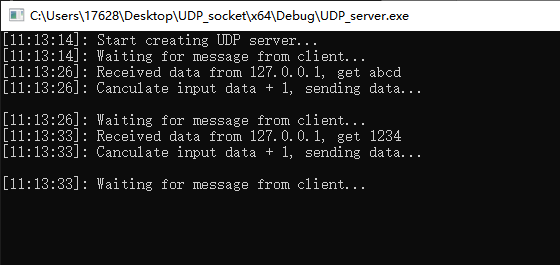 C:\Users\17628\Desktop\UDP_socket\x64\Debug\UDP_server.exe
[11:13:14]: Start creating UDP server...
[11:13:14]: Waiting for message from client...
[11:13:26]: Received data from 127.0.0.1, get abcd
[11:13:26]: Canculate input data + 1, sending data...
[11:13:26]: Waiting for message from client...
[11:13:33]: Received data from 127.0.0.1, get 1234
[11:13:33]: Canculate input data + 1, sending data...
[11:13:33]: Waiting for message from client...